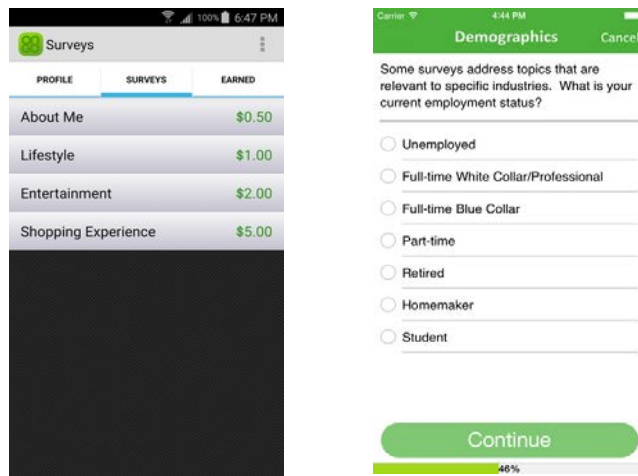 100% 6:47 PM
Surveys
PROFILE SURVEYS EARNED
About Me $0.50
Lifestyle $1.00
Entertainment $2.00
Shopping Experience $5.00
Carrier 4:44 PM
Demographics Cancel
Some surveys address topics that are
relevant to specific industries. What is your
current employment status?
Unemployed
Full-time White Collar/Professional
Full-time Blue Collar
Part-time
Retired
Homemaker
Student
Continue
46%